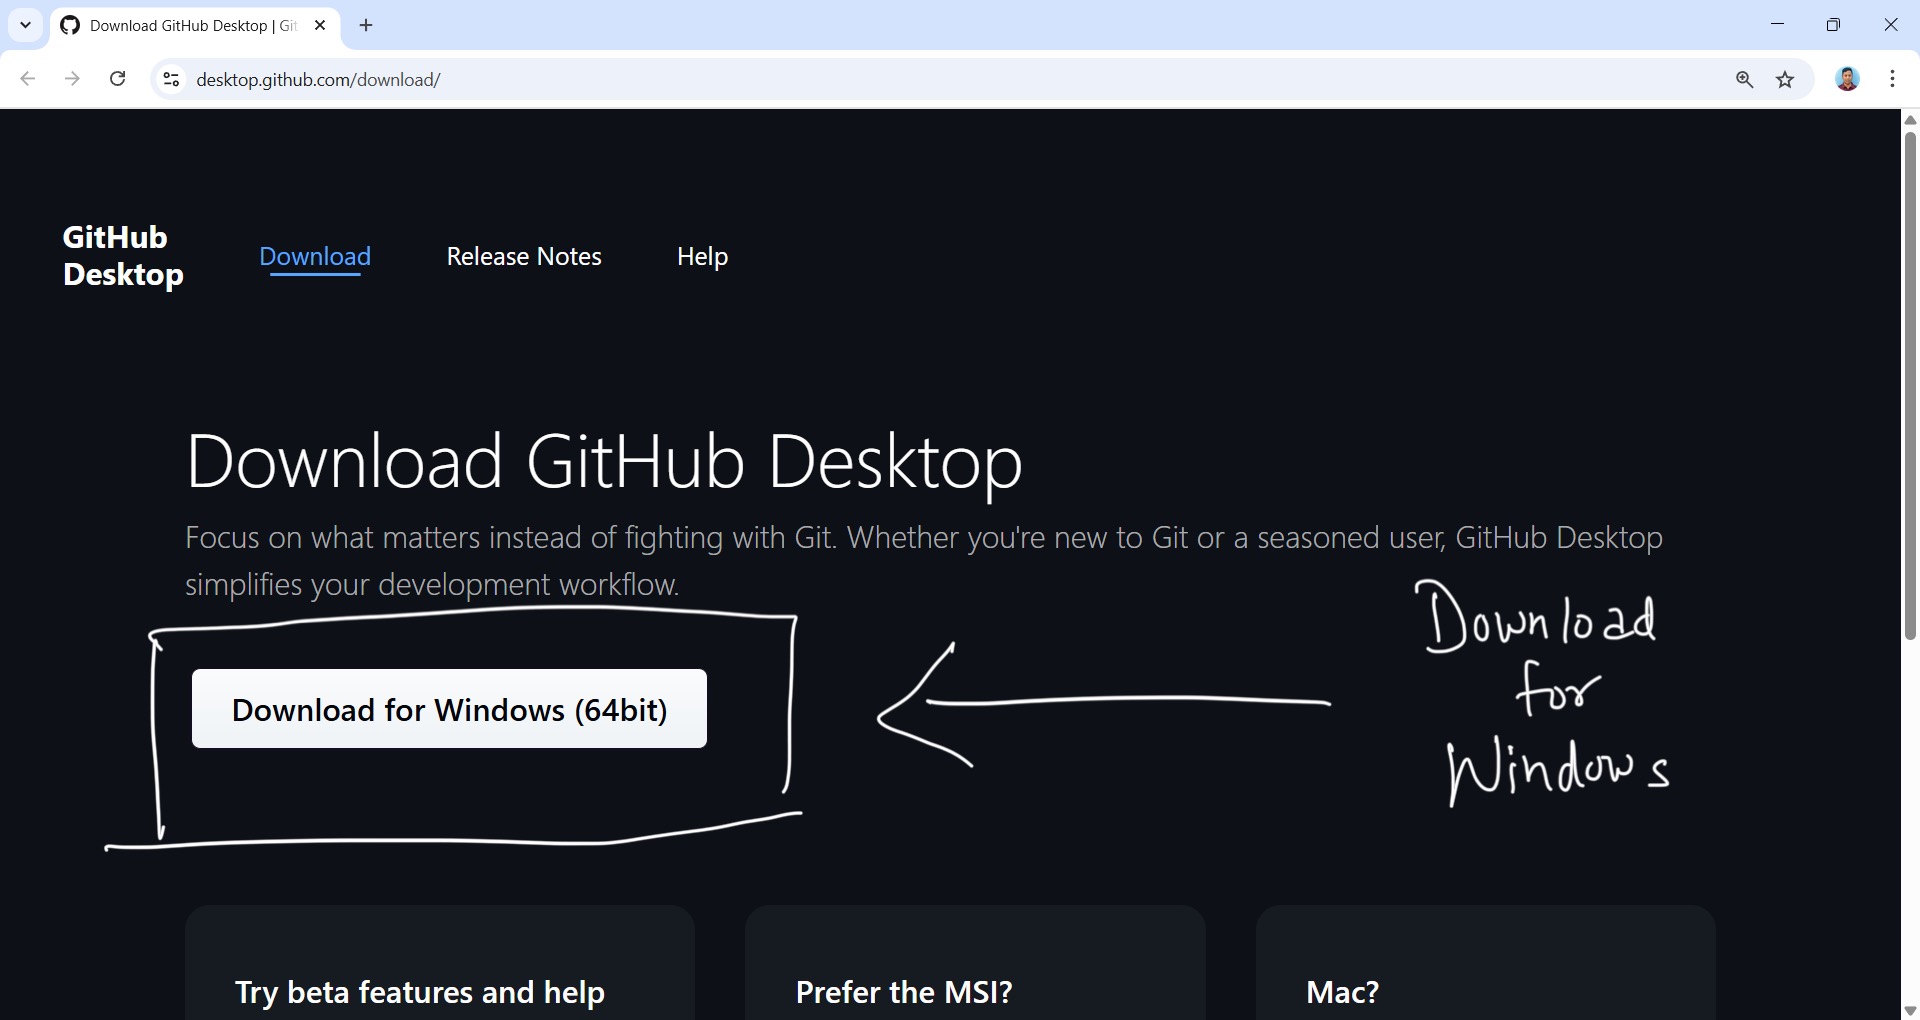 Download GitHub Desktop | Git
desktop.github.com/download/
GitHub
Desktop
Download
Release Notes
Help
Download GitHub Desktop
Focus on what matters instead of fighting with Git. Whether you're new to Git or a seasoned user, GitHub Desktop
simplifies your development workflow.
Download for Windows (64bit)
Download
for
Windows
Try beta features and help
Prefer the MSI?
Mac?